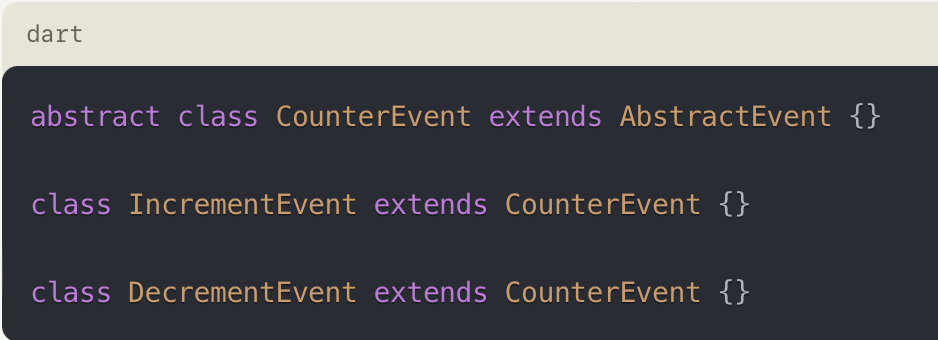 dart
abstract class CounterEvent extends AbstractEvent {}
class IncrementEvent extends CounterEvent {}
class DecrementEvent extends CounterEvent {}